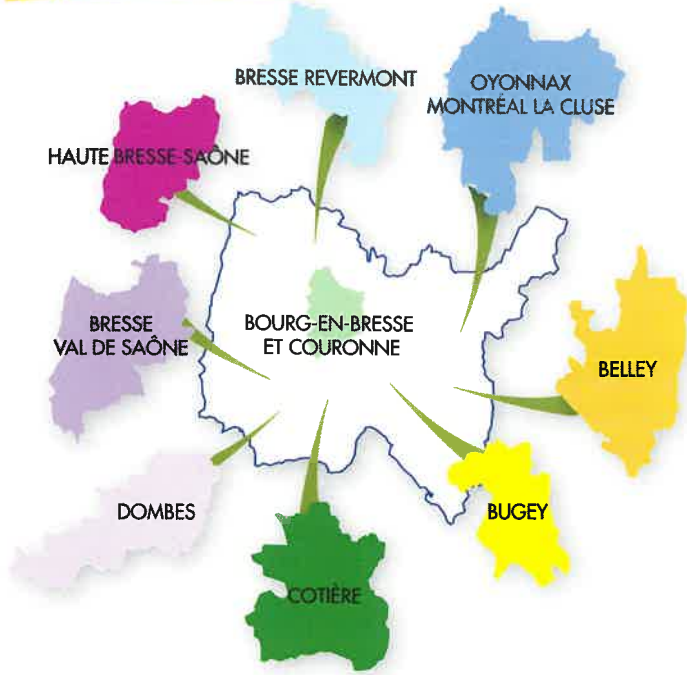 BRESSE REVERMONT
OYONNAX
MONTRÉAL LA CLUSE
HAUTE BRESSE-SAÔNE
BRESSE
VAL DE SAÔNE
BOURG-EN-BRESSE
ET COURONNE
BELLEY
DOMBES
BUGEY
COTIÈRE